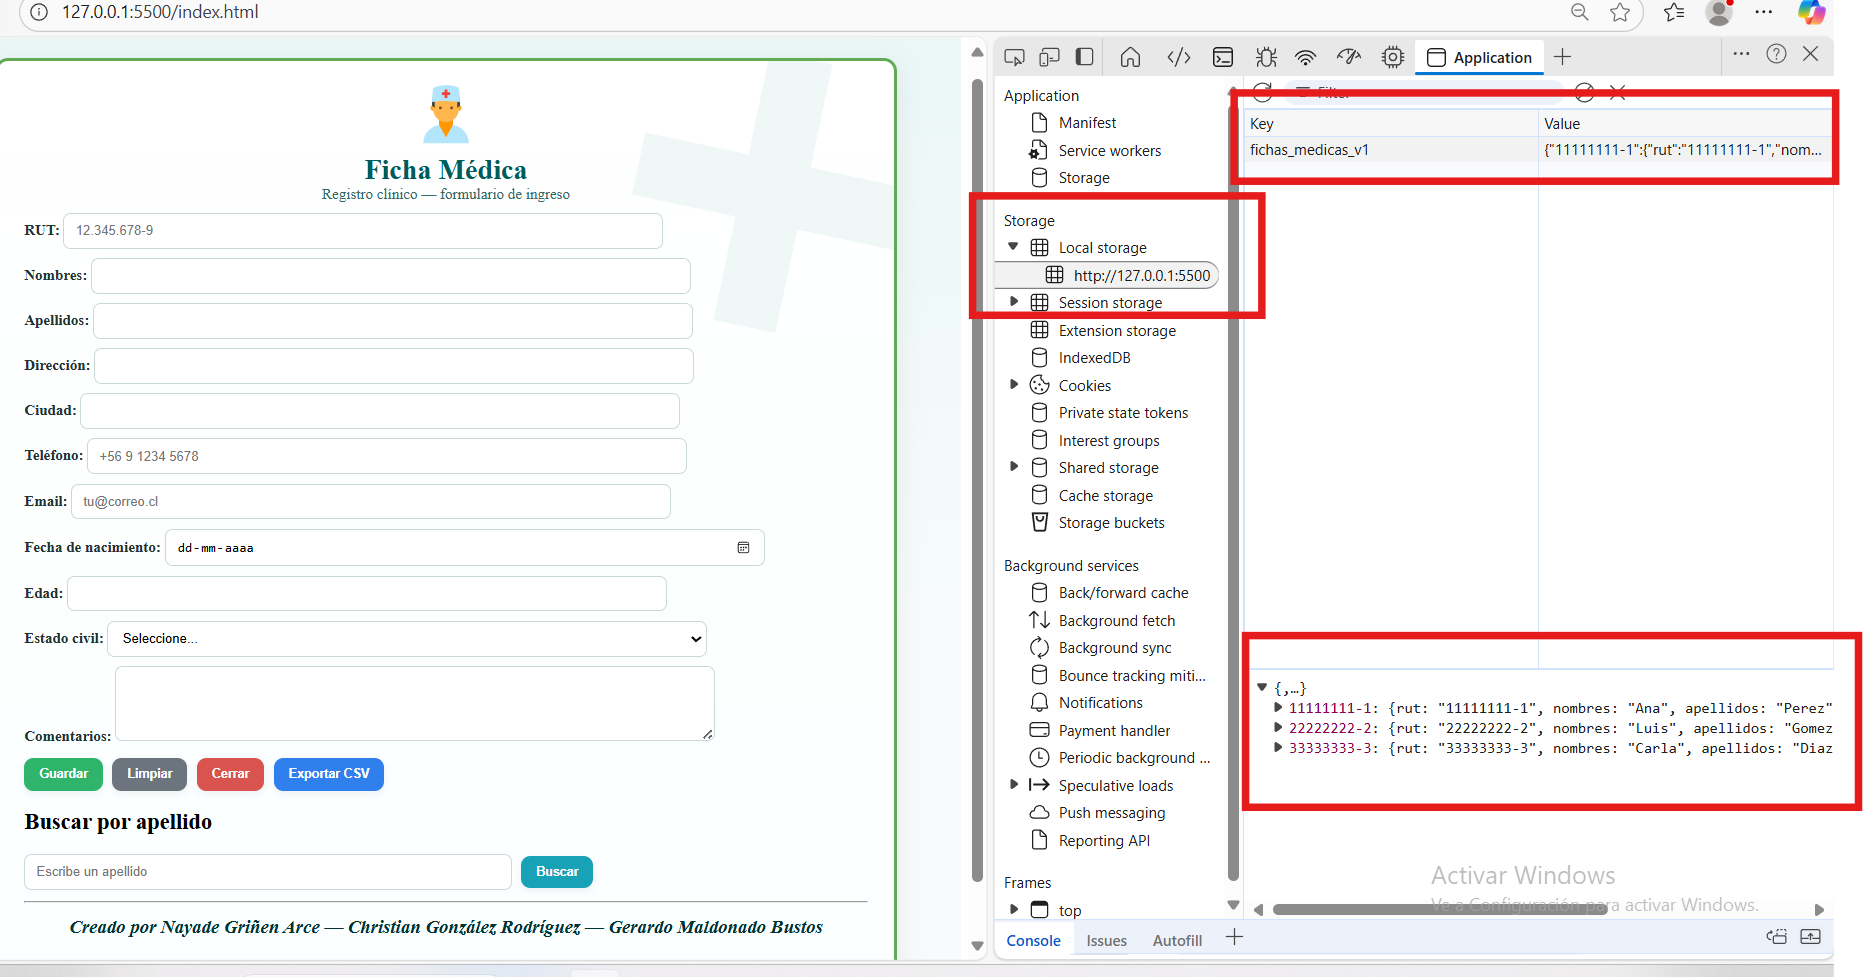 127.0.0.1:5500/index.html
Ficha Médica
Registro clínico — formulario de ingreso
RUT: 12.345.678-9
Nombres:
Apellidos:
Dirección:
Ciudad:
Teléfono: +56 9 1234 5678
Email: tu@correo.cl
Fecha de nacimiento: dd-mm-aaaa
Edad:
Estado civil: Seleccione...
Comentarios:
Guardar Limpiar Cerrar Exportar CSV
Buscar por apellido
Escribe un apellido Buscar
Creado por Nayade Griñen Arce — Christian González Rodríguez — Gerardo Maldonado Bustos
Application
Application
Manifest
Service workers
Storage
Storage
Local storage
http://127.0.0.1:5500
Session storage
Extension storage
IndexedDB
Cookies
Private state tokens
Interest groups
Shared storage
Cache storage
Storage buckets
Background services
Back/forward cache
Background fetch
Background sync
Bounce tracking miti...
Notifications
Payment handler
Periodic background ...
Speculative loads
Push messaging
Reporting API
Frames
top
Filter
Key Value
fichas_medicas_v1 {"11111111-1":{"rut":"11111111-1","nom...
{,…}
11111111-1: {rut: "11111111-1", nombres: "Ana", apellidos: "Perez"
22222222-2: {rut: "22222222-2", nombres: "Luis", apellidos: "Gomez
33333333-3: {rut: "33333333-3", nombres: "Carla", apellidos: "Diaz
Activar Windows
Ve a Configuración para activar Windows.
Console Issues Autofill